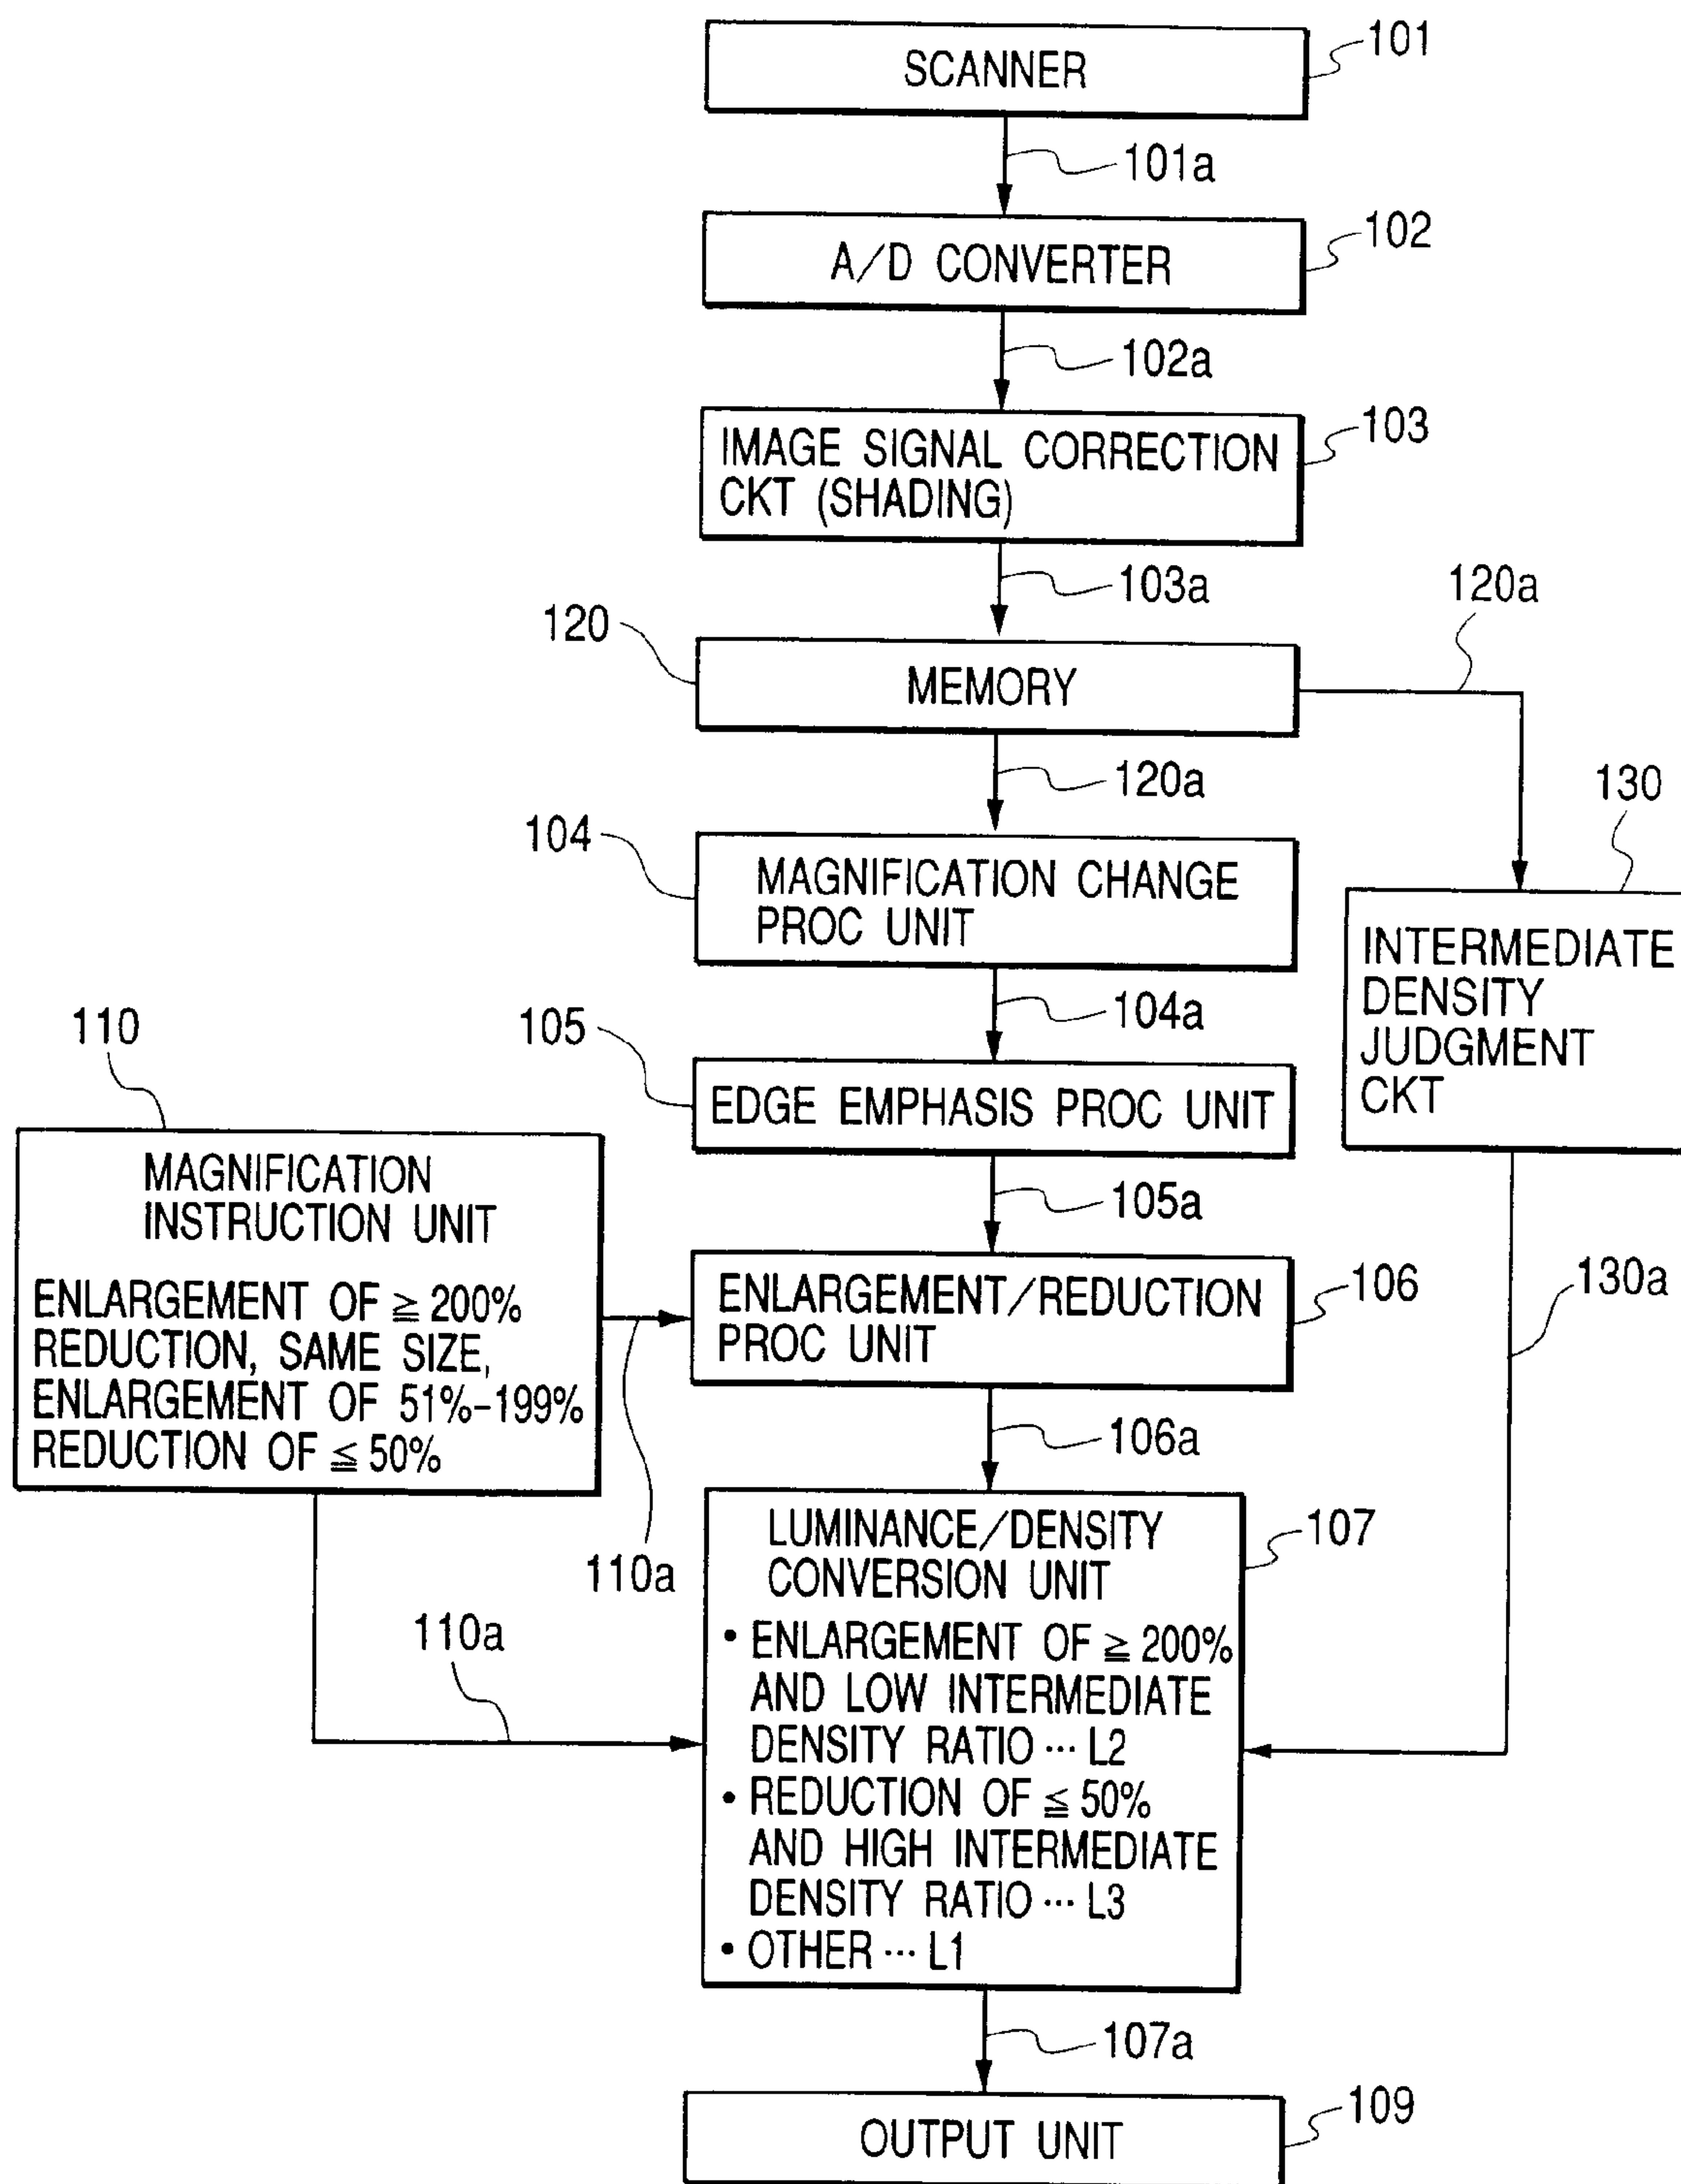 SCANNER
101
101a
A/D CONVERTER
102
102a
IMAGE SIGNAL CORRECTION
CKT (SHADING)
103
103a
120a
120
MEMORY
120a
130
104
MAGNIFICATION CHANGE
PROC UNIT
INTERMEDIATE
DENSITY
JUDGMENT
CKT
104a
110
105
EDGE EMPHASIS PROC UNIT
105a
MAGNIFICATION
INSTRUCTION UNIT
ENLARGEMENT OF ≧ 200%
REDUCTION, SAME SIZE,
ENLARGEMENT OF 51%-199%
REDUCTION OF ≦ 50%
ENLARGEMENT/REDUCTION
PROC UNIT
106
130a
106a
110a
110a
LUMINANCE/DENSITY
CONVERSION UNIT
107
• ENLARGEMENT OF ≧ 200%
AND LOW INTERMEDIATE
DENSITY RATIO ··· L2
• REDUCTION OF ≦ 50%
AND HIGH INTERMEDIATE
DENSITY RATIO ··· L3
• OTHER ··· L1
107a
OUTPUT UNIT
109